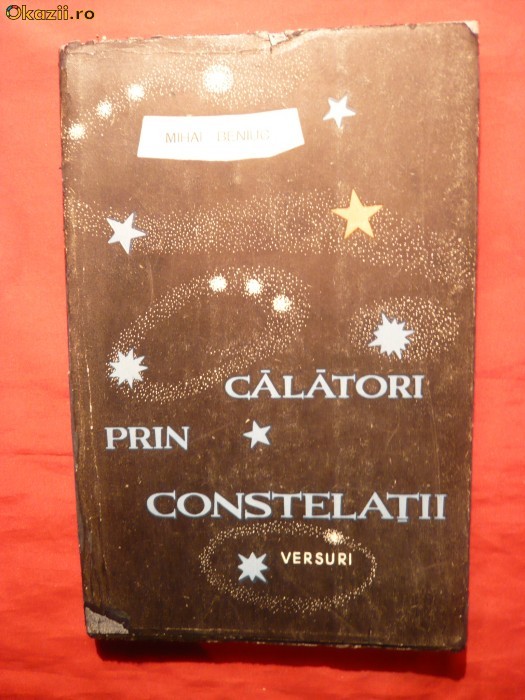 Okazii.ro
MIHAI BENIUC
CĂLĂTORI
PRIN
CONSTELAȚII
VERSURI